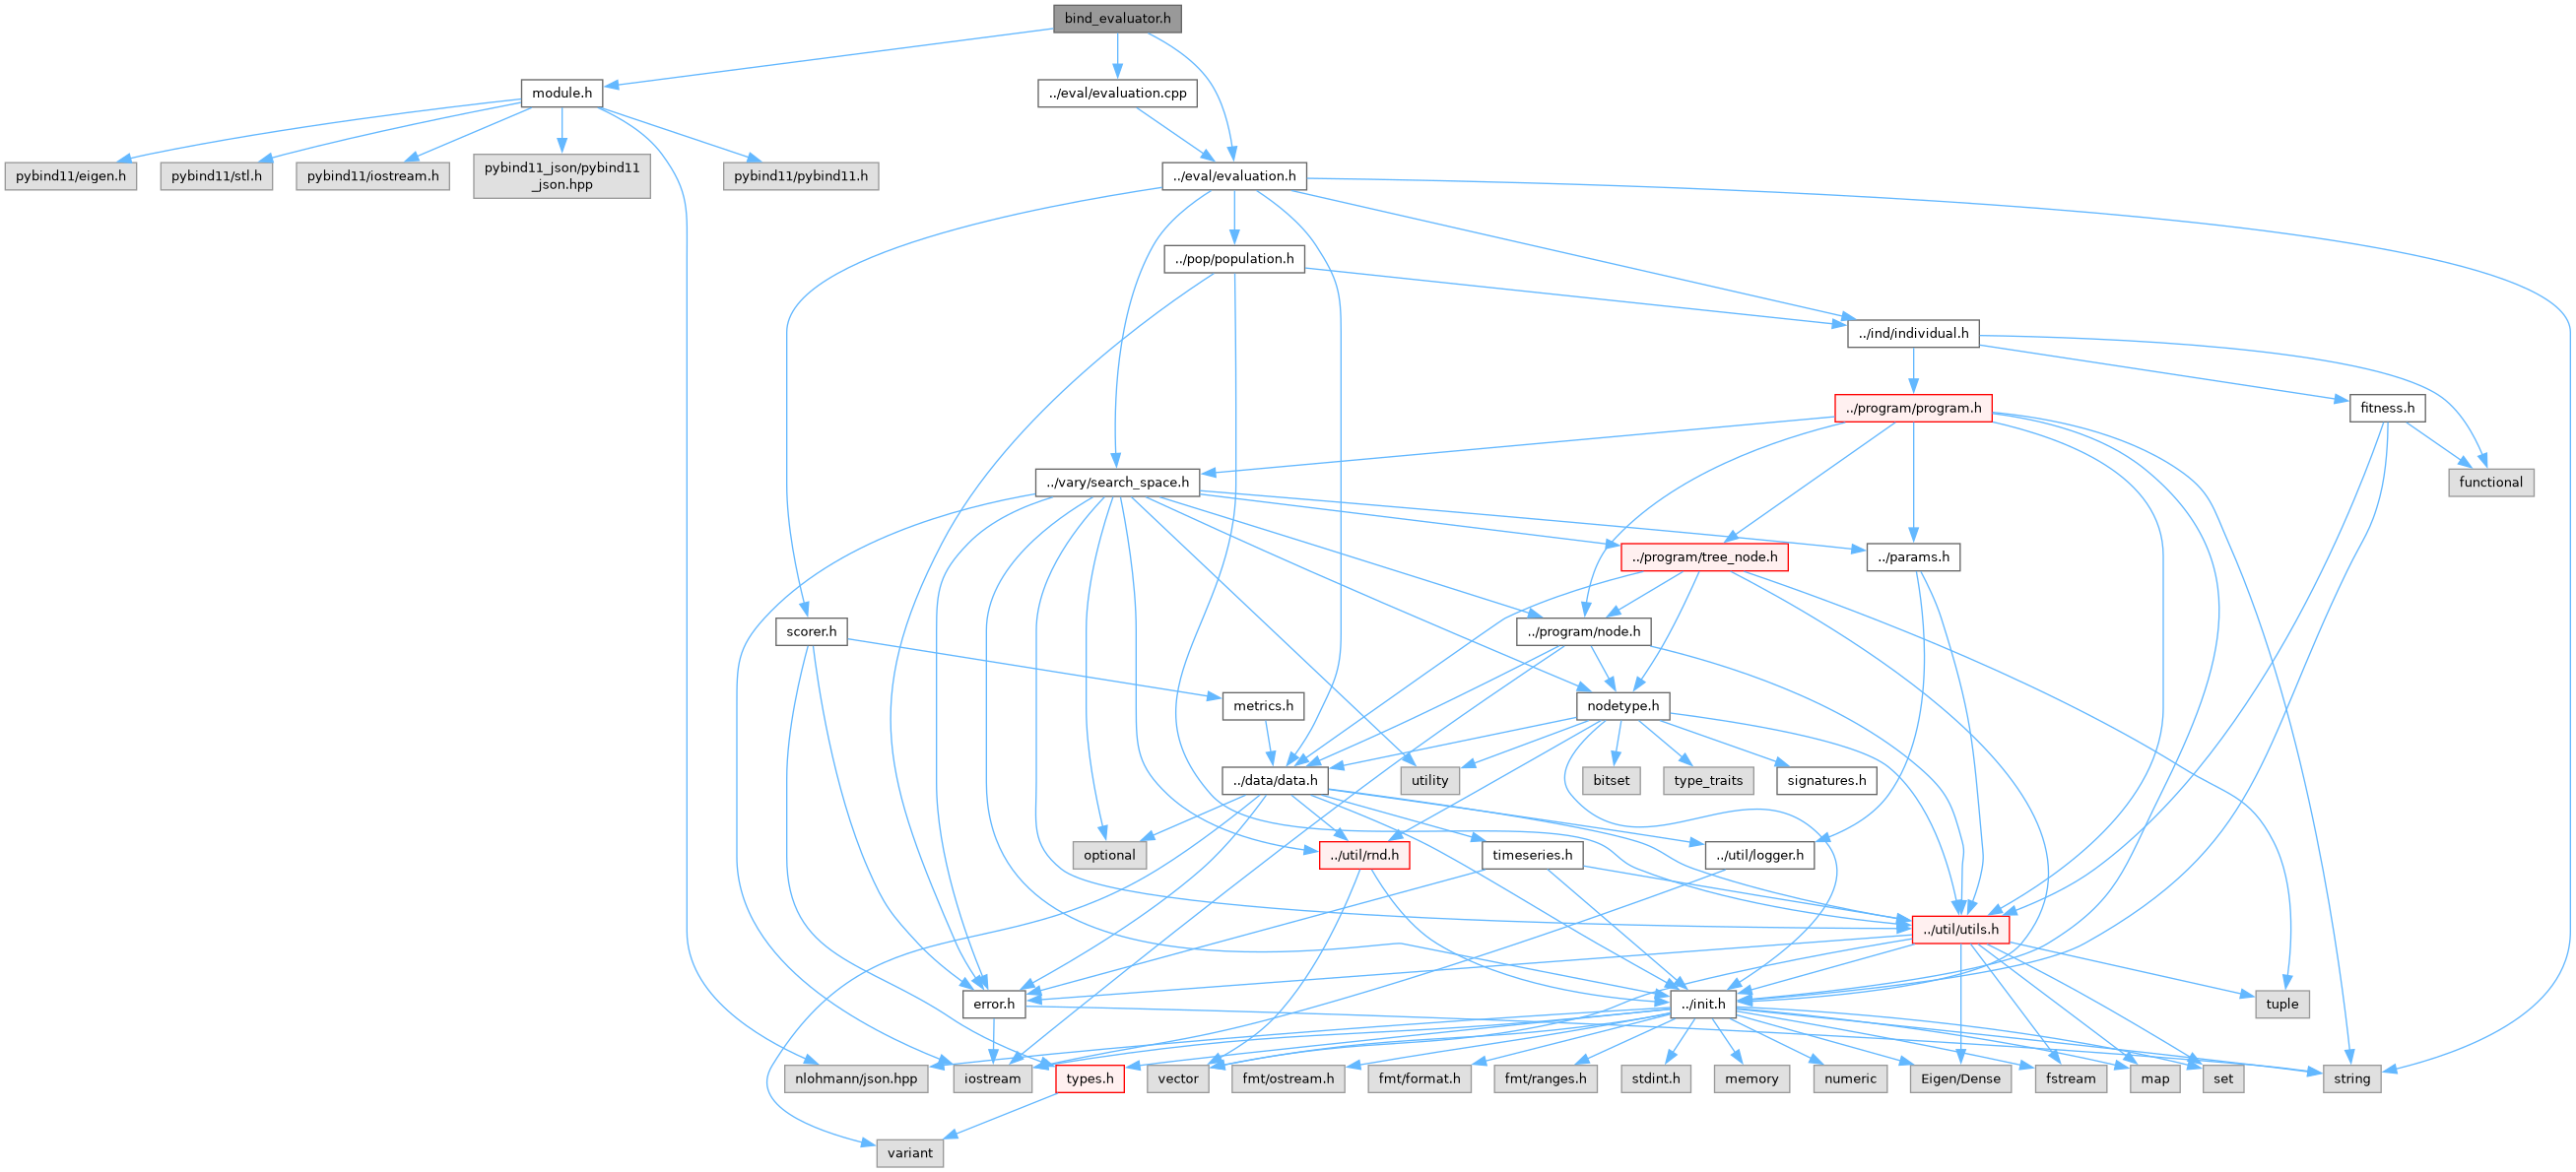 bind_evaluator.h
module.h
../eval/evaluation.cpp
pybind11/eigen.h
pybind11/stl.h
pybind11/iostream.h
pybind11_json/pybind11
_json.hpp
pybind11/pybind11.h
../eval/evaluation.h
../pop/population.h
../ind/individual.h
../program/program.h
fitness.h
../vary/search_space.h
functional
../program/tree_node.h
../params.h
scorer.h
../program/node.h
metrics.h
nodetype.h
../data/data.h
utility
bitset
type_traits
signatures.h
optional
../util/rnd.h
timeseries.h
../util/logger.h
../util/utils.h
error.h
../init.h
tuple
nlohmann/json.hpp
iostream
types.h
vector
fmt/ostream.h
fmt/format.h
fmt/ranges.h
stdint.h
memory
numeric
Eigen/Dense
fstream
map
set
string
variant